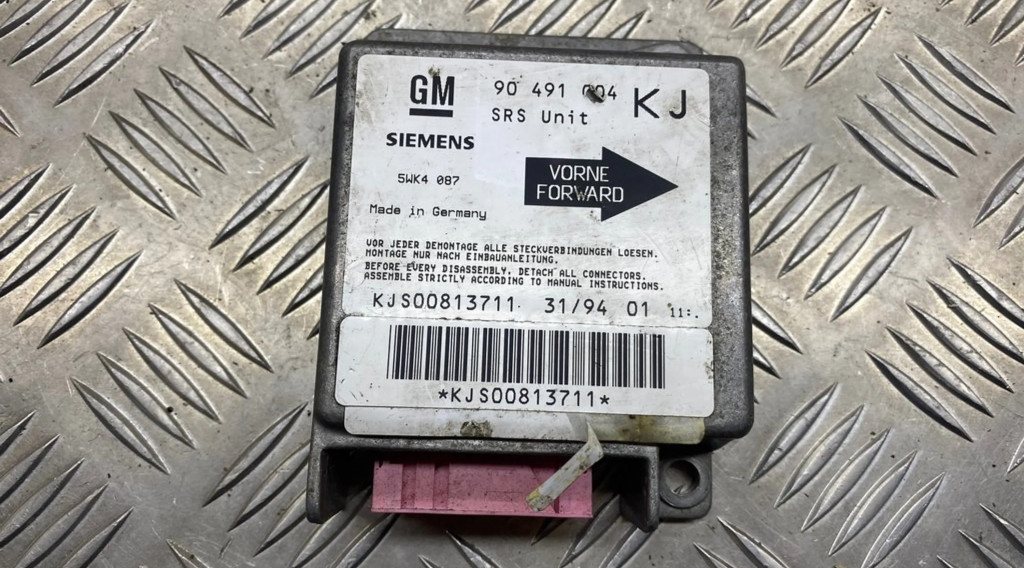 GM 90 491 KJ
SRS Unit
SIEMENS
5WK4 087
VORNE
FORWARD
Made in Germany
VOR JEDER DEMONTAGE ALLE STECKVERBINDUNGEN LOESEN.
MONTAGE NUR NACH EINBAUANLEITUNG.
BEFORE EVERY DISASSEMBLY, DETACH ALL CONNECTORS.
ASSEMBLE STRICTLY ACCORDING TO MANUAL INSTRUCTIONS.
KJS00813711 31/94 01
*KJS00813711*